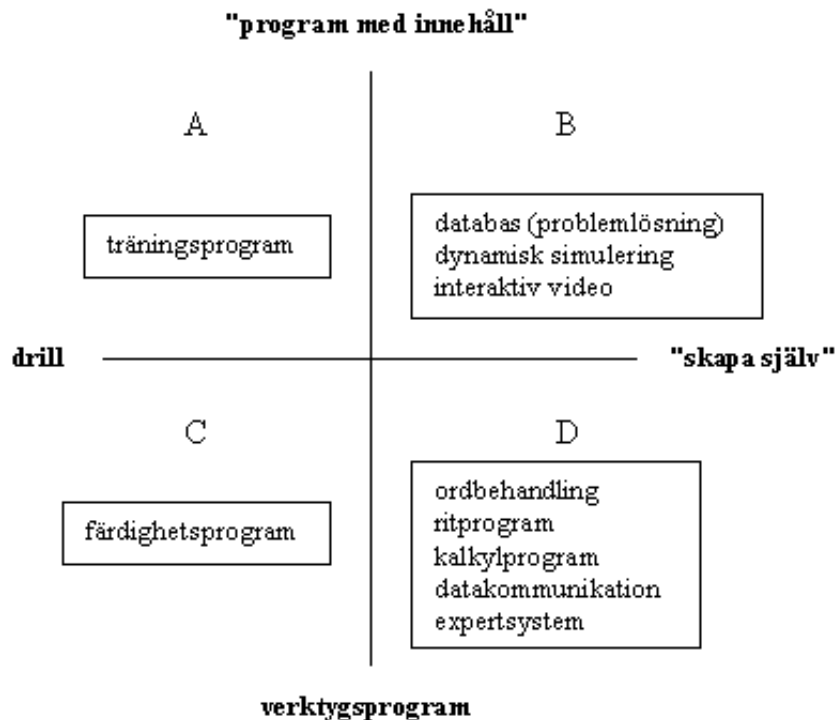 "program med innehåll"
A
B
träningsprogram
databas (problemlösning)
dynamisk simulering
interaktiv video
drill
"skapa själv"
C
D
färdighetsprogram
ordbehandling
ritprogram
kalkylprogram
datakommunikation
expertsystem
verktygsprogram